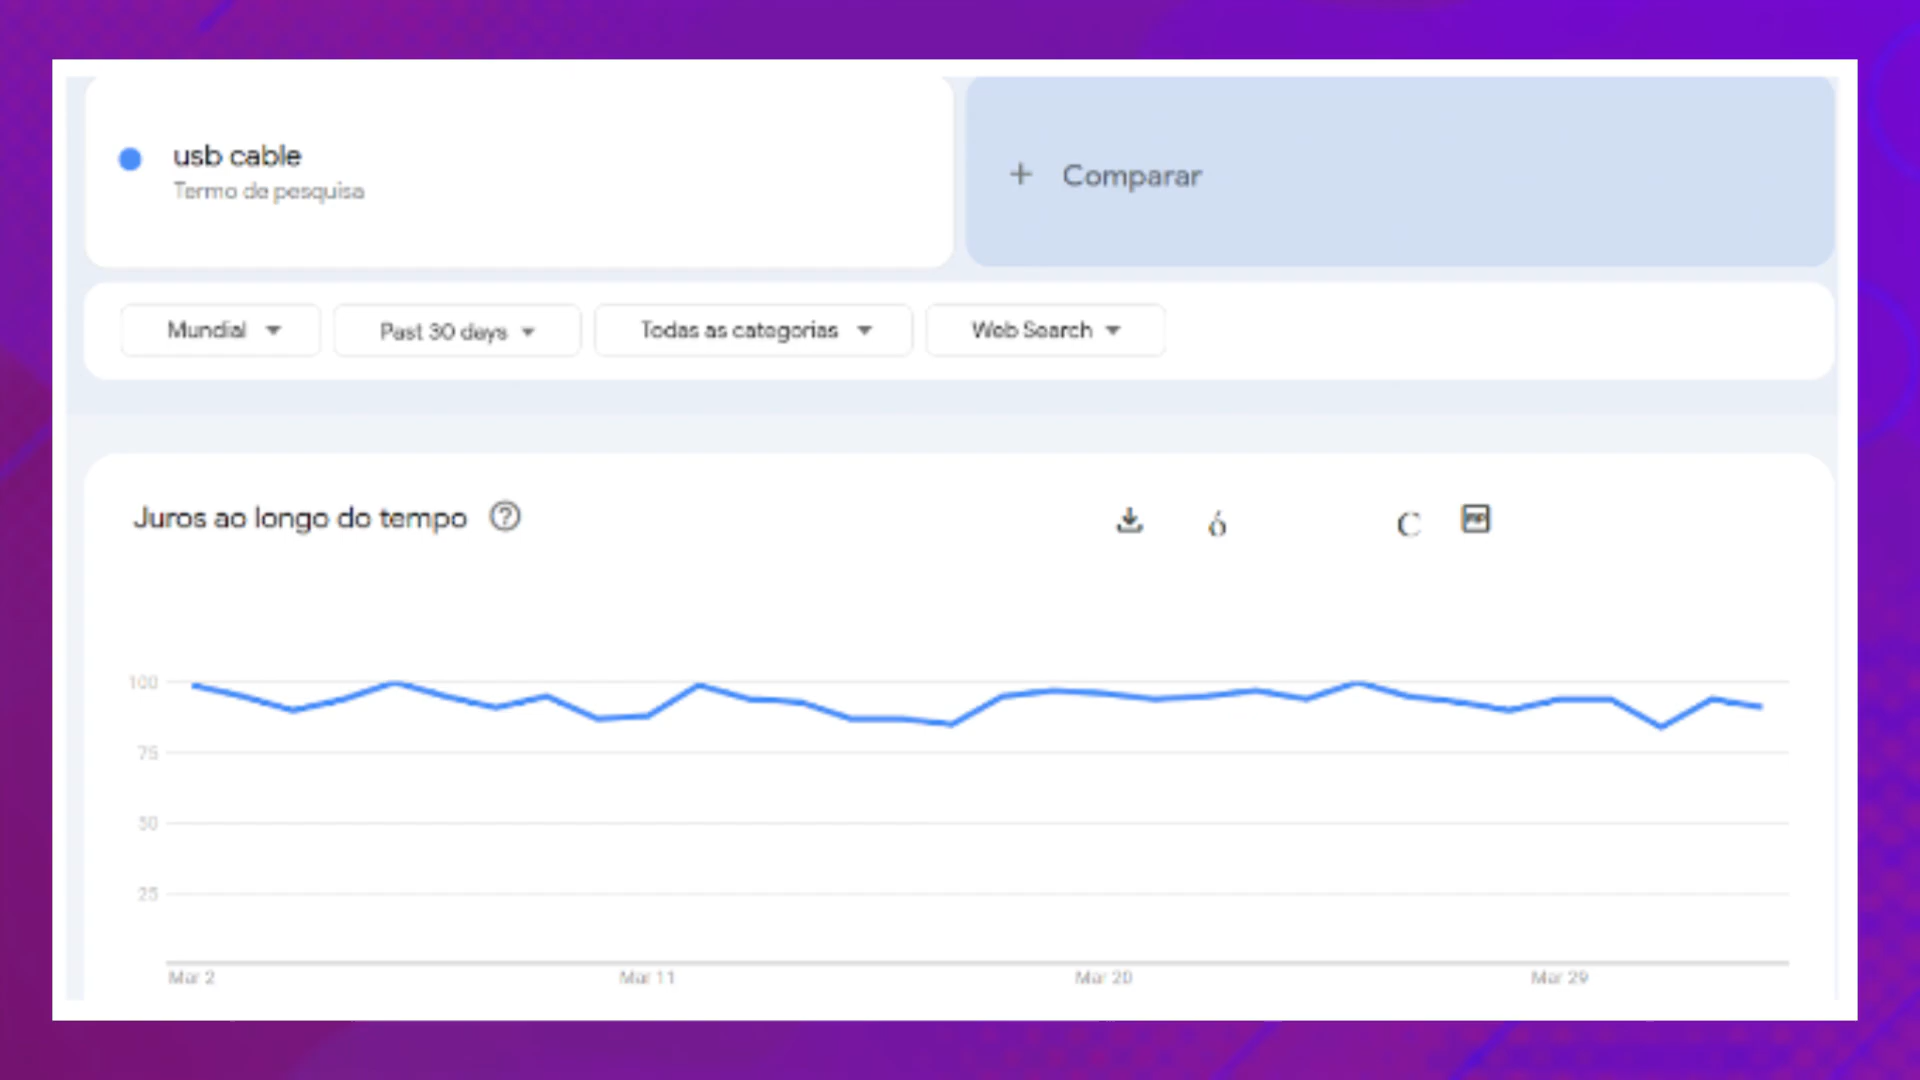 usb cable
Termo de pesquisa
+ Comparar
Mundial
Past 30 days
Todas as categorias
Web Search
Juros ao longo do tempo ?
ó C
100
75
50
25
Mar 2 Mar 11 Mar 20 Mar 29